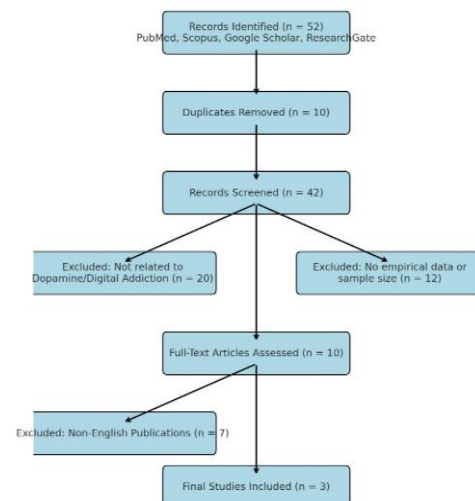 Records Identified (n = 52)
PubMed, Scopus, Google Scholar, ResearchGate
Duplicates Removed (n = 10)
Records Screened (n = 42)
Excluded: Not related to
Dopamine/Digital Addiction (n = 20)
Excluded: No empirical data or
sample size (n = 12)
Full-Text Articles Assessed (n = 10)
Excluded: Non-English Publications (n = 7)
Final Studies Included (n = 3)